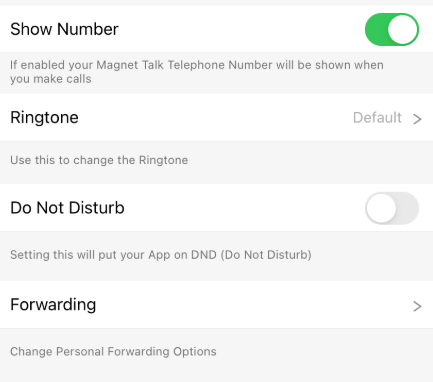 Show Number
If enabled your Magnet Talk Telephone Number will be shown when
you make calls
Ringtone
Default
Use this to change the Ringtone
Do Not Disturb
Setting this will put your App on DND (Do Not Disturb)
Forwarding
Change Personal Forwarding Options